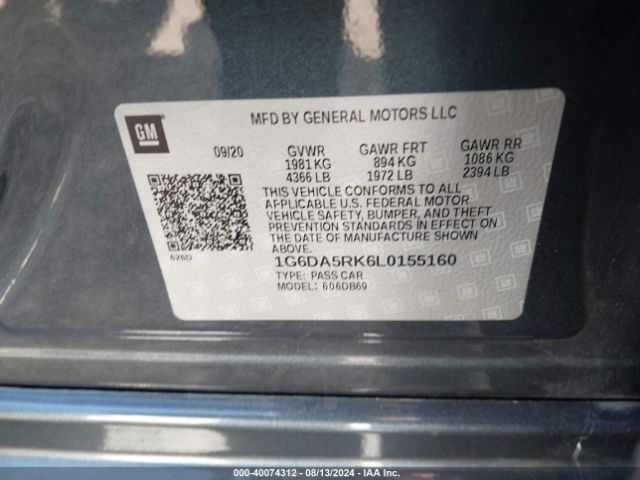 GM
MFD BY GENERAL MOTORS LLC
09/20 GVWR GAWR FRT GAWR RR
1981 KG 894 KG 1086 KG
4366 LB 1972 LB 2394 LB
THIS VEHICLE CONFORMS TO ALL
APPLICABLE U.S. FEDERAL MOTOR
VEHICLE SAFETY, BUMPER, AND THEFT
PREVENTION STANDARDS IN EFFECT ON
THE DATE OF MANUFACTURE SHOWN
ABOVE.
626D
1G6DA5RK6L0155160
TYPE: PASS CAR
MODEL: 606DB69
000-40074312 - 08/13/2024 - IAA Inc.